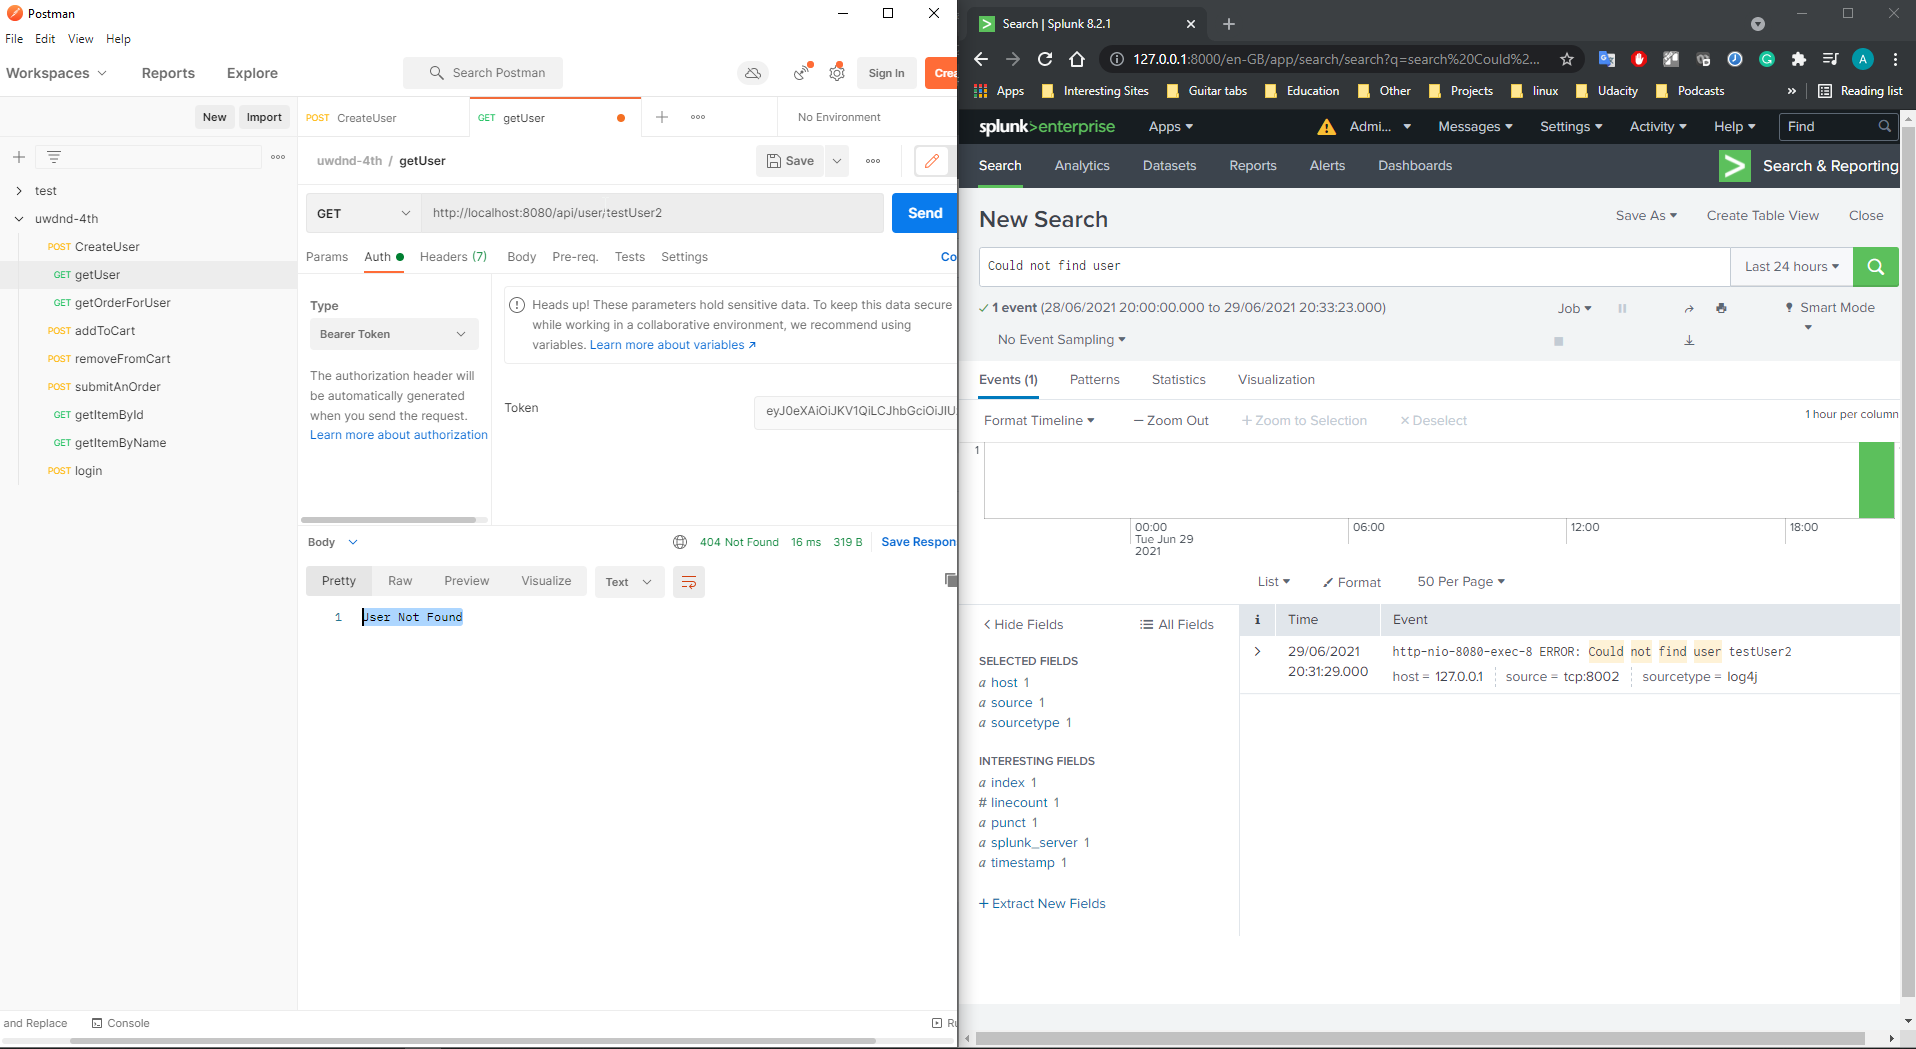 Postman
File Edit View Help
Workspaces Reports Explore Search Postman Sign In
New Import
POST CreateUser GET getUser No Environment
uwdnd-4th / getUser Save
test
uwdnd-4th
POST CreateUser
GET getUser
GET getOrderForUser
POST addToCart
POST removeFromCart
POST submitAnOrder
GET getItemById
GET getItemByName
POST login
GET http://localhost:8080/api/user/testUser2 Send
Params Auth Headers (7) Body Pre-req. Tests Settings Co
Type
Bearer Token
The authorization header will
be automatically generated
when you send the request.
Learn more about authorization
Heads up! These parameters hold sensitive data. To keep this data secure
while working in a collaborative environment, we recommend using
variables. Learn more about variables ↗
Token
Body 404 Not Found 16 ms 319 B Save Respon
Pretty Raw Preview Visualize Text
1 User Not Found
and Replace Console
Search | Splunk 8.2.1
127.0.0.1:8000/en-GB/app/search/search?q=search%20Could%2...
A
Apps Interesting Sites Guitar tabs Education Other Projects linux Udacity Podcasts » Reading list
splunk>enterprise Apps Admi... Messages Settings Activity Help Find
Search Analytics Datasets Reports Alerts Dashboards Search & Reporting
New Search Save As Create Table View Close
Could not find user Last 24 hours
✓ 1 event (28/06/2021 20:00:00.000 to 29/06/2021 20:33:23.000) Job Smart Mode
No Event Sampling
Events (1) Patterns Statistics Visualization
Format Timeline — Zoom Out + Zoom to Selection × Deselect 1 hour per column
1
00:00 06:00 12:00 18:00
Tue Jun 29
2021
List Format 50 Per Page
< Hide Fields All Fields
SELECTED FIELDS
a host 1
a source 1
a sourcetype 1
INTERESTING FIELDS
a index 1
# linecount 1
a punct 1
a splunk_server 1
a timestamp 1
+ Extract New Fields
i Time Event
29/06/2021 http-nio-8080-exec-8 ERROR: Could not find user testUser2
20:31:29.000 host = 127.0.0.1 source = tcp:8002 sourcetype = log4j